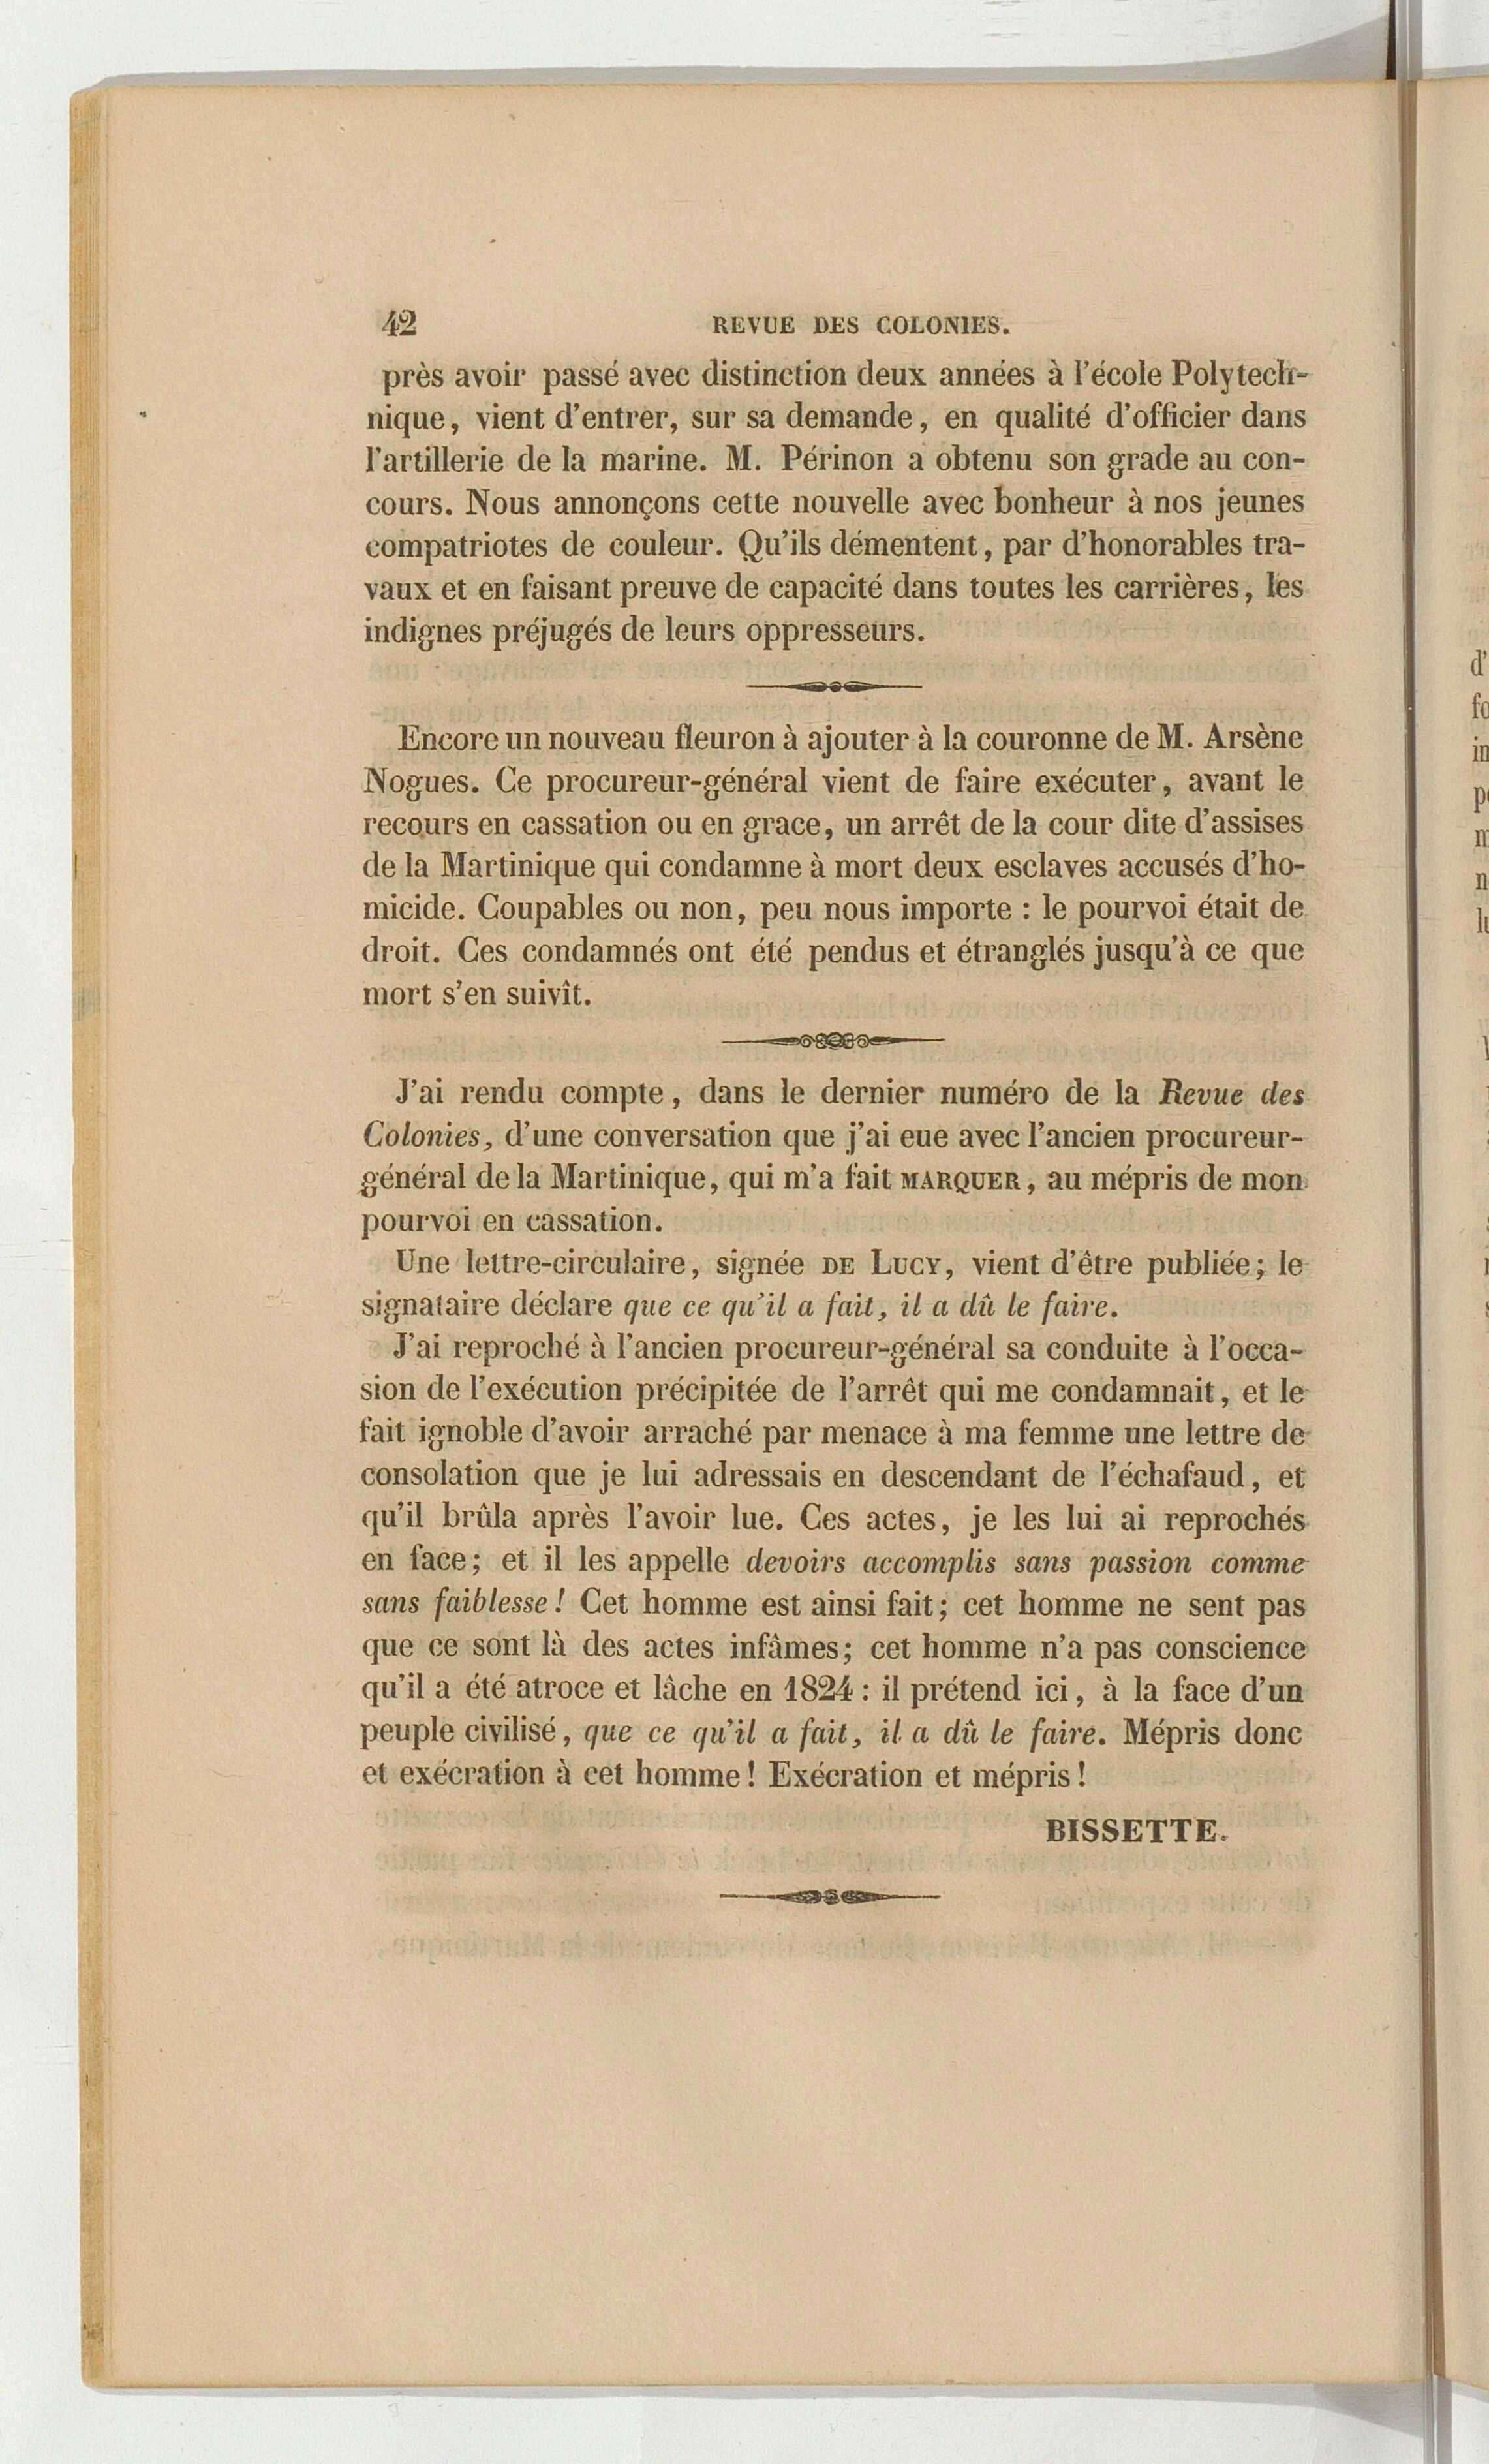 42 REVUE DES COLONIES.
près avoir passé avec distinction deux années à l'école Polytech-
nique, vient d'entrer, sur sa demande, en qualité d'officier dans
l'artillerie de la marine. M. Périnon a obtenu son grade au con-
cours. Nous annonçons cette nouvelle avec bonheur à nos jeunes
compatriotes de couleur. Qu'ils démentent, par d'honorables tra-
vaux et en faisant preuve de capacité dans toutes les carrières, les
indignes préjugés de leurs oppresseurs.
Encore un nouveau fleuron à ajouter à la couronne de M. Arsène
Nogues. Ce procureur-général vient de faire exécuter, avant le
recours en cassation ou en grace, un arrêt de la cour dite d'assises
de la Martinique qui condamne à mort deux esclaves accusés d'ho-
micide. Coupables ou non, peu nous importe : le pourvoi était de
droit. Ces condamnés ont été pendus et étranglés jusqu'à ce que
mort s'en suivît.
J'ai rendu compte, dans le dernier numéro de la Revue des
Colonies, d'une conversation que j'ai eue avec l'ancien procureur-
général de la Martinique, qui m'a fait MARQUER, au mépris de mon
pourvoi en cassation.
Une lettre-circulaire, signée DE LUCY, vient d'être publiée; le
signataire déclare que ce qu'il a fait, il a dû le faire.
J'ai reproché à l'ancien procureur-général sa conduite à l'occa-
sion de l'exécution précipitée de l'arrêt qui me condamnait, et le
fait ignoble d'avoir arraché par menace à ma femme une lettre de
consolation que je lui adressais en descendant de l'échafaud, et
qu'il brûla après l'avoir lue. Ces actes, je les lui ai reprochés
en face; et il les appelle devoirs accomplis sans passion comme
sans faiblesse! Cet homme est ainsi fait; cet homme ne sent pas
que ce sont là des actes infâmes; cet homme n'a pas conscience
qu'il a été atroce et lâche en 1824 : il prétend ici, à la face d'un
peuple civilisé, que ce qu'il a fait, il a dû le faire. Mépris donc
et exécration à cet homme! Exécration et mépris!
BISSETTE.